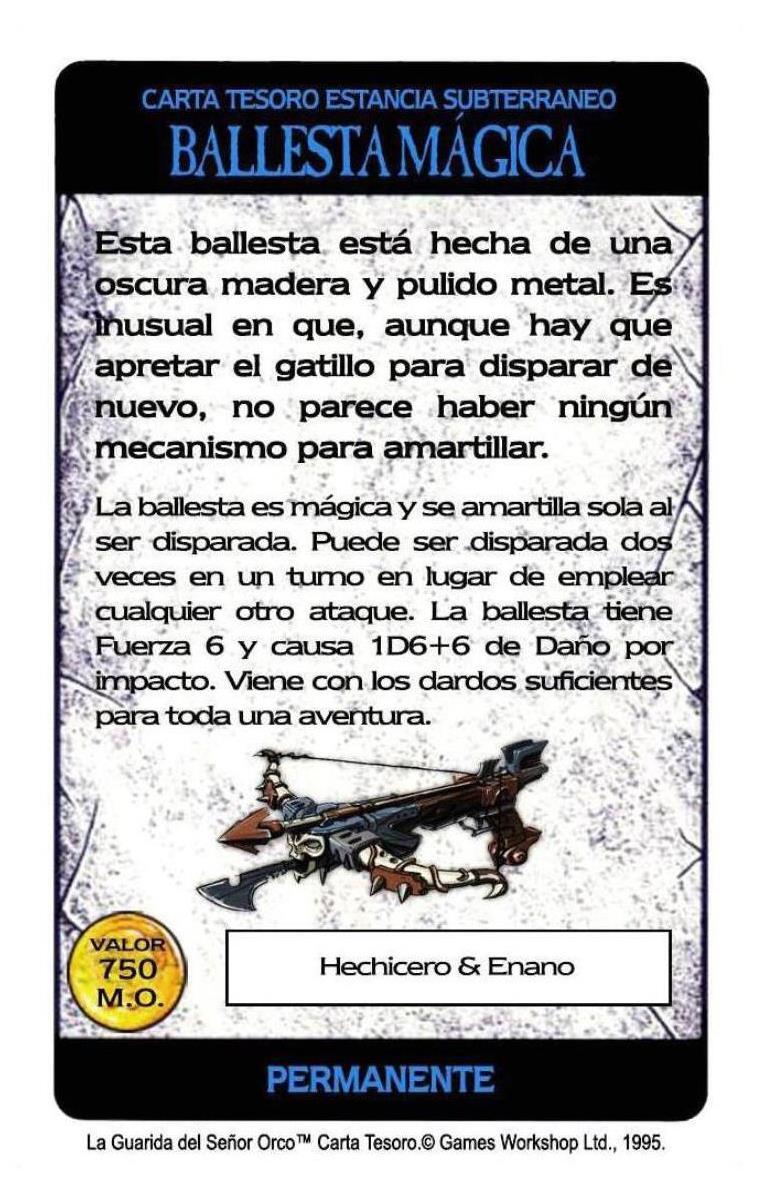 CARTA TESORO ESTANCIA SUBTERRANEO
BALLESTA MÁGICA
Esta ballesta está hecha de una
oscura madera y pulido metal. Es
inusual en que, aunque hay que
apretar el gatillo para disparar de
nuevo, no parece haber ningún
mecanismo para amartillar.
La ballesta es mágica y se amartilla sola al
ser disparada. Puede ser disparada dos
veces en un turno en lugar de emplear
cualquier otro ataque. La ballesta tiene
Fuerza 6 y causa 1D6+6 de Daño por
impacto. Viene con los dardos suficientes
para toda una aventura.
VALOR
750
M.O.
Hechicero & Enano
PERMANENTE
La Guarida del Señor Orco™ Carta Tesoro.© Games Workshop Ltd., 1995.